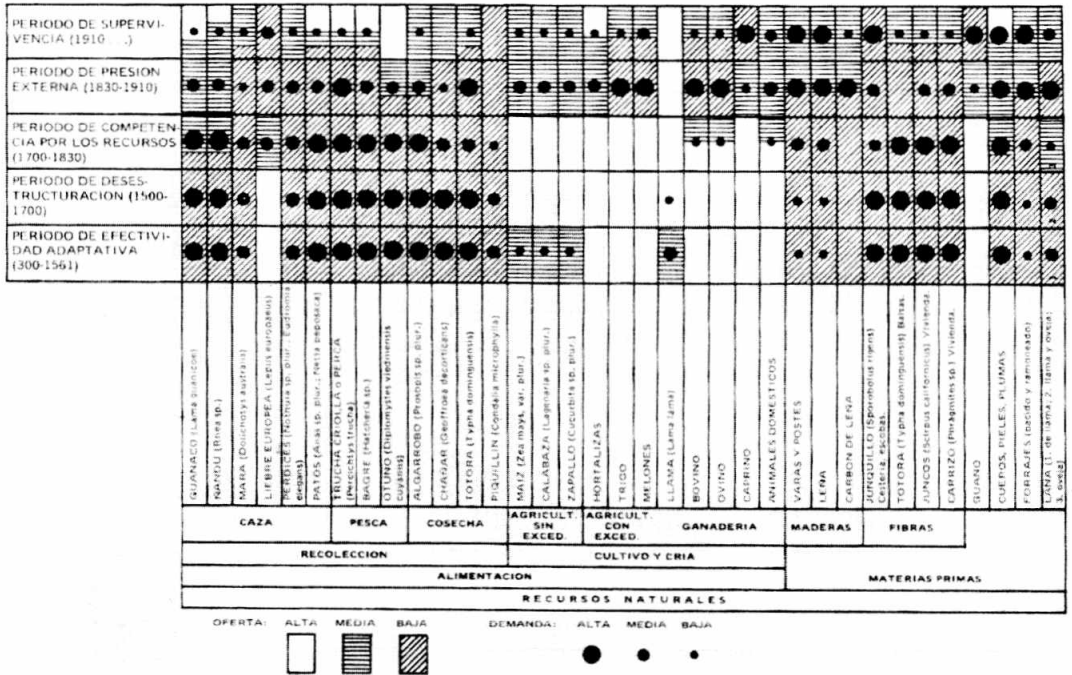 PERIODO DE SUPERVI-
VENCIA (1910 . . .)
PERIODO DE PRESION
EXTERNA (1830-1910)
PERIODO DE COMPETEN-
CIA POR LOS RECURSOS
(1700-1830)
PERIODO DE DESES-
TRUCTURACION (1500-
1700)
PERIODO DE EFECTIVI-
DAD ADAPTATIVA
(300-1561)
GUANACO (Lama guanicoe)
ÑANDU (Rhea sp.)
MARA (Dolichotys australis)
LIEBRE EUROPEA (Lepus europaeus)
PERDICES (Nothura sp. plur., Eudromia
elegans)
PATOS (Anas sp. plur.; Netta peposaca)
TRUCHA CRIOLLA o PERCA
(Percichtys trucha)
BAGRE (Hatcheria sp.)
OTUNO (Diplomystes viedmiensis
cuyanus)
ALGARROBO (Prosopis sp. plur.)
CHAÑAR (Geoffroea decorticans)
TOTORA (Typha dominguensis)
PIQUILLIN (Condalia microphylla)
MAIZ (Zea mays, var. plur.)
CALABAZA (Lagenaria sp. plur.)
ZAPALLO (Cucurbita sp. plur.)
HORTALIZAS
TRIGO
MELONES
LLAMA (Lama lama)
BOVINO
OVINO
CAPRINO
ANIMALES DOMESTICOS
VARAS Y POSTES
LEÑA
CARBON DE LEÑA
JUNQUILLO (Sporobolus rigens)
Cestería, escobas.
TOTORA (Typha dominguensis) Balsas.
JUNCOS (Scirpus californicus) Vivienda.
CARRIZO (Phragmites sp.) Vivienda.
GUANO
CUEROS, PIELES, PLUMAS
FORRAJES (pacido y ramoneado)
LANA (1. de llama; 2. llama y oveja;
3. oveja)
CAZA PESCA COSECHA AGRICULT. SIN EXCED. AGRICULT. CON EXCED. GANADERIA MADERAS FIBRAS
RECOLECCION CULTIVO Y CRIA
ALIMENTACION MATERIAS PRIMAS
RECURSOS NATURALES
OFERTA: ALTA MEDIA BAJA DEMANDA: ALTA MEDIA BAJA